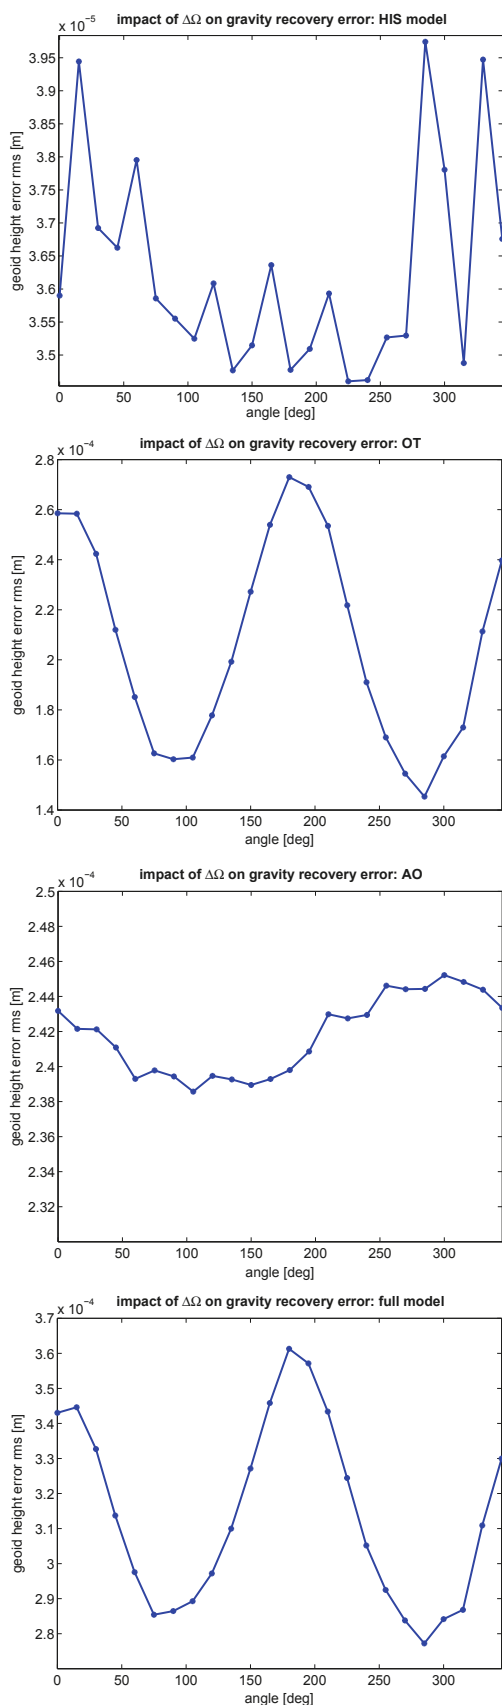 impact of ΔΩ on gravity recovery error: HIS model
x 10⁻⁵
3.95
3.9
3.85
3.8
3.75
3.7
3.65
3.6
3.55
3.5
geoid height error rms [m]
0 50 100 150 200 250 300
angle [deg]
impact of ΔΩ on gravity recovery error: OT
x 10⁻⁴
2.8
2.6
2.4
2.2
2
1.8
1.6
1.4
geoid height error rms [m]
0 50 100 150 200 250 300
angle [deg]
impact of ΔΩ on gravity recovery error: AO
x 10⁻⁴
2.5
2.48
2.46
2.44
2.42
2.4
2.38
2.36
2.34
2.32
geoid height error rms [m]
0 50 100 150 200 250 300
angle [deg]
impact of ΔΩ on gravity recovery error: full model
x 10⁻⁴
3.7
3.6
3.5
3.4
3.3
3.2
3.1
3
2.9
2.8
geoid height error rms [m]
0 50 100 150 200 250 300
angle [deg]